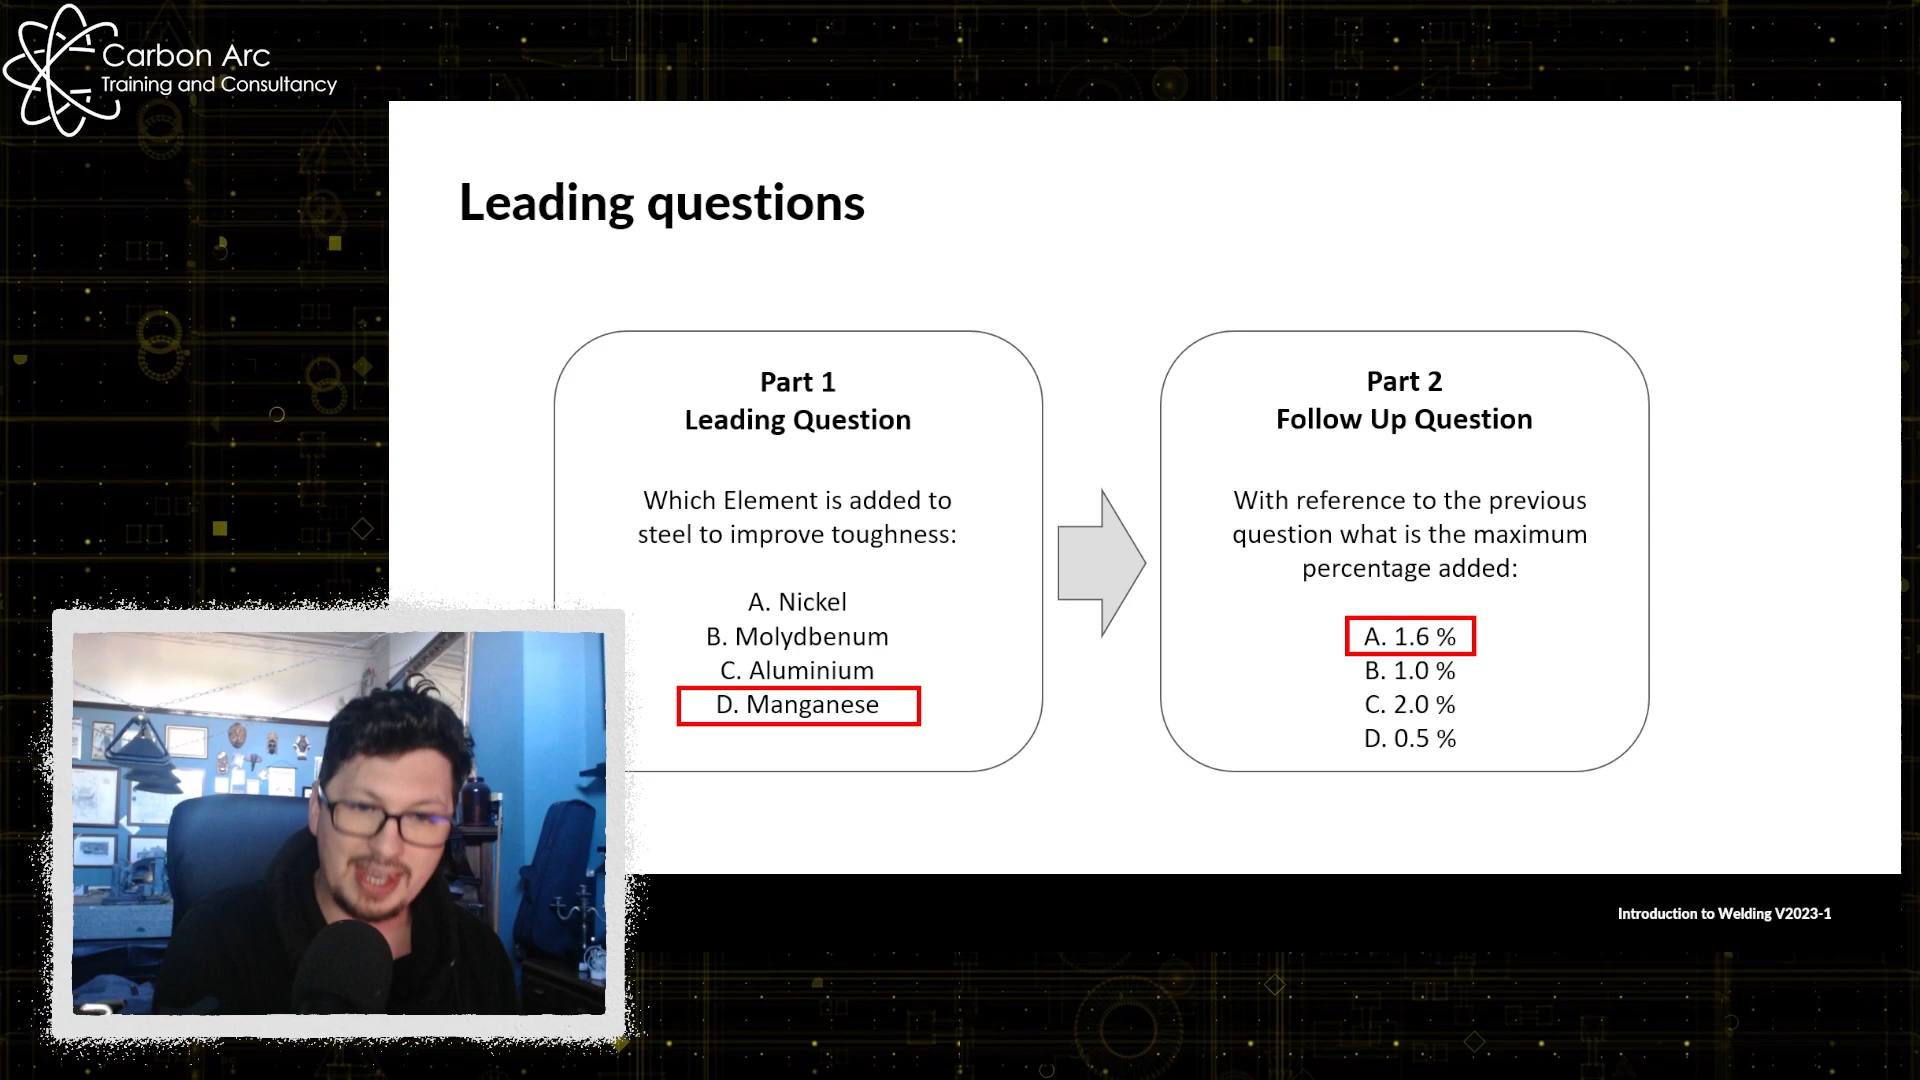 Carbon Arc
Training and Consultancy
Leading questions
Part 1
Leading Question
Which Element is added to
steel to improve toughness:
A. Nickel
B. Molydbenum
C. Aluminium
D. Manganese
Part 2
Follow Up Question
With reference to the previous
question what is the maximum
percentage added:
A. 1.6 %
B. 1.0 %
C. 2.0 %
D. 0.5 %
Introduction to Welding V2023-1